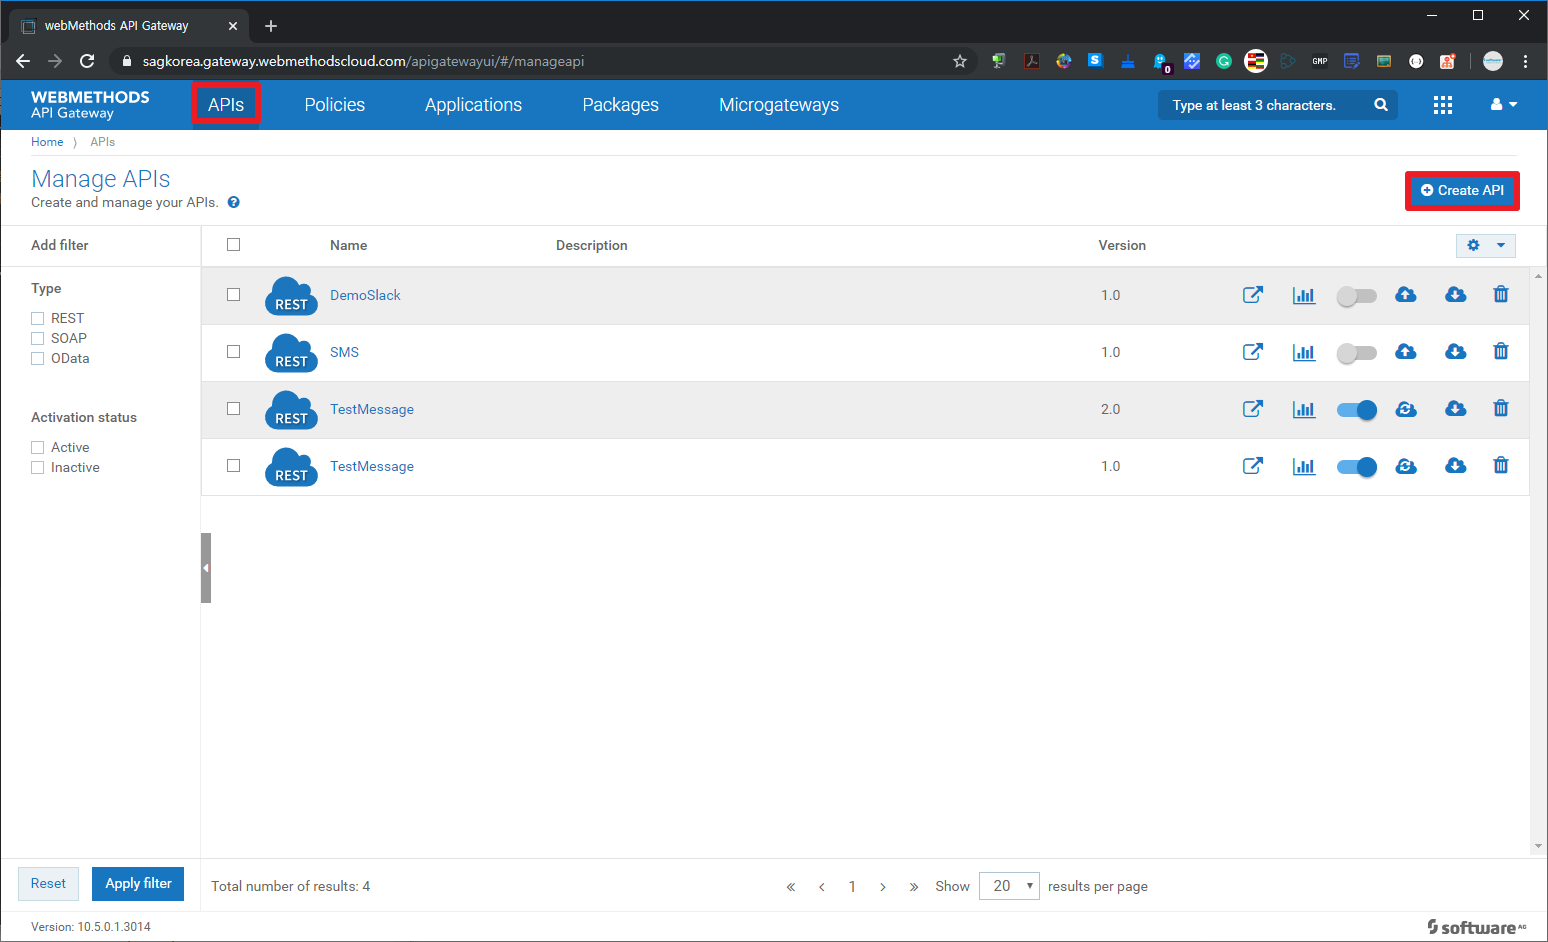 webMethods API Gateway
sagkorea.gateway.webmethodscloud.com/apigatewayui/#/manageapi
S
0
G
GMP
WEBMETHODS
API Gateway
APIs
Policies
Applications
Packages
Microgateways
Type at least 3 characters.
Home
APIs
Manage APIs
Create and manage your APIs.
Create API
Add filter
Name
Description
Version
Type
REST
SOAP
OData
Activation status
Active
Inactive
REST DemoSlack 1.0
REST SMS 1.0
REST TestMessage 2.0
REST TestMessage 1.0
Reset
Apply filter
Total number of results: 4
« ‹ 1 › » Show 20 results per page
Version: 10.5.0.1.3014
software AG